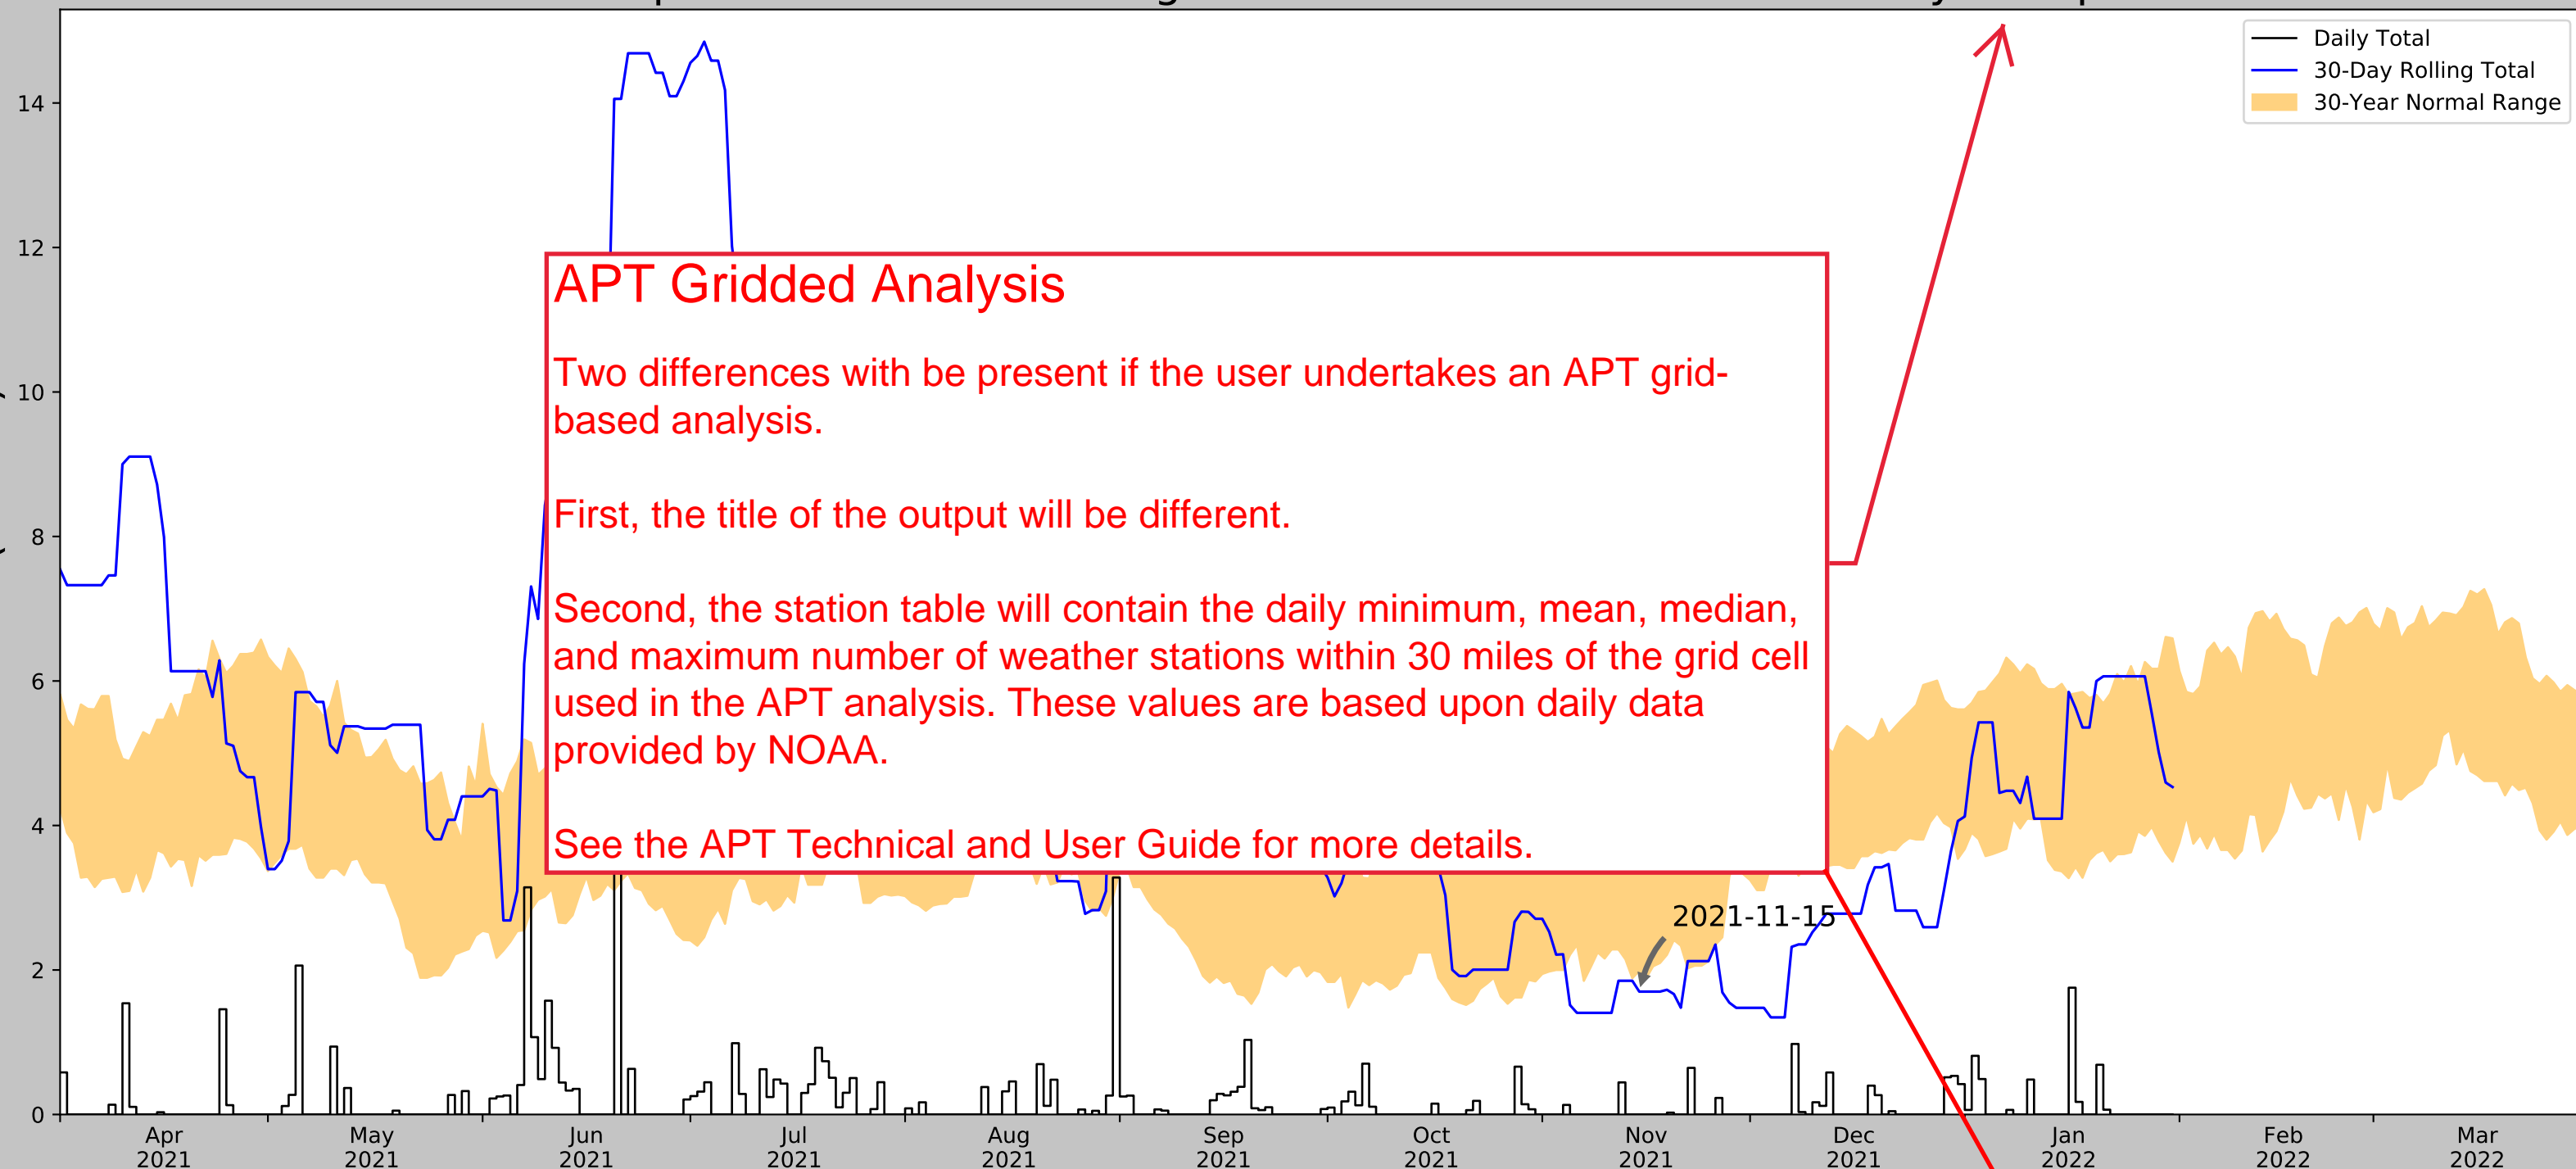 Daily Total
30-Day Rolling Total
30-Year Normal Range
14
12
10
8
6
4
2
0
APT Gridded Analysis
Two differences with be present if the user undertakes an APT grid-
based analysis.
First, the title of the output will be different.
Second, the station table will contain the daily minimum, mean, median,
and maximum number of weather stations within 30 miles of the grid cell
used in the APT analysis. These values are based upon daily data
provided by NOAA.
See the APT Technical and User Guide for more details.
2021-11-15
Apr May Jun Jul Aug Sep Oct Nov Dec Jan Feb Mar
2021 2021 2021 2021 2021 2021 2021 2021 2021 2022 2022 2022